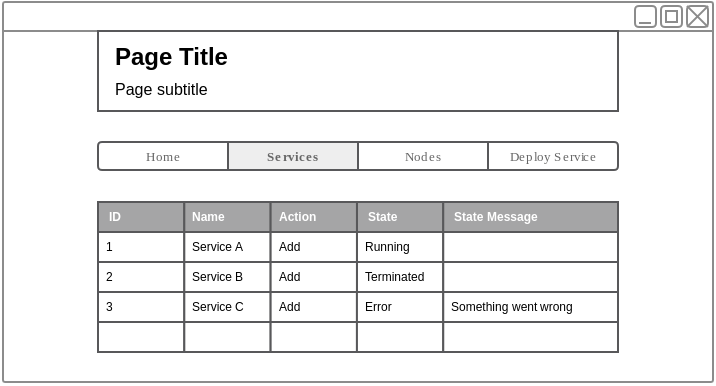 Page Title
Page subtitle
Home Services Nodes Deploy Service
ID Name Action State State Message
1 Service A Add Running
2 Service B Add Terminated
3 Service C Add Error Something went wrong